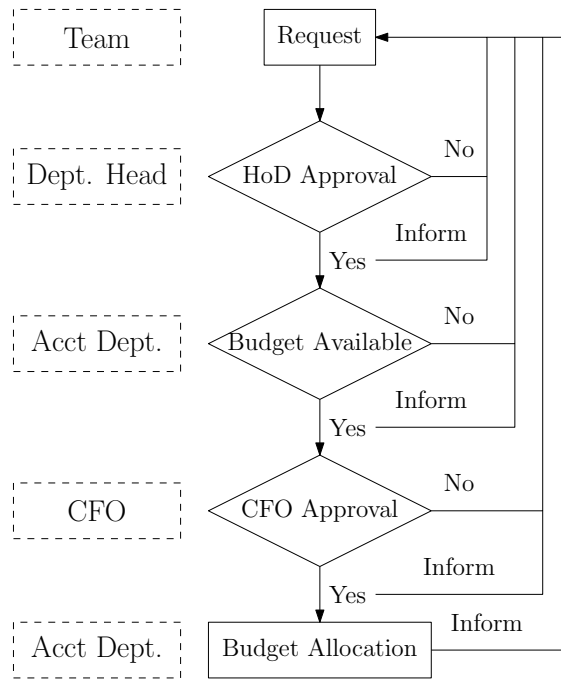 Team
Request
No
Dept. Head
HoD Approval
Inform
Yes
No
Acct Dept.
Budget Available
Inform
Yes
No
CFO
CFO Approval
Inform
Yes
Inform
Acct Dept.
Budget Allocation